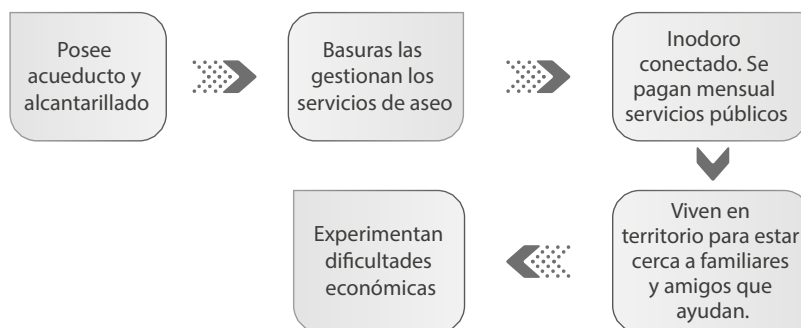 Posee
acueducto y
alcantarillado
Basuras las
gestionan los
servicios de aseo
Inodoro
conectado. Se
pagan mensual
servicios públicos
Viven en
territorio para estar
cerca a familiares
y amigos que
ayudan.
Experimentan
dificultades
económicas